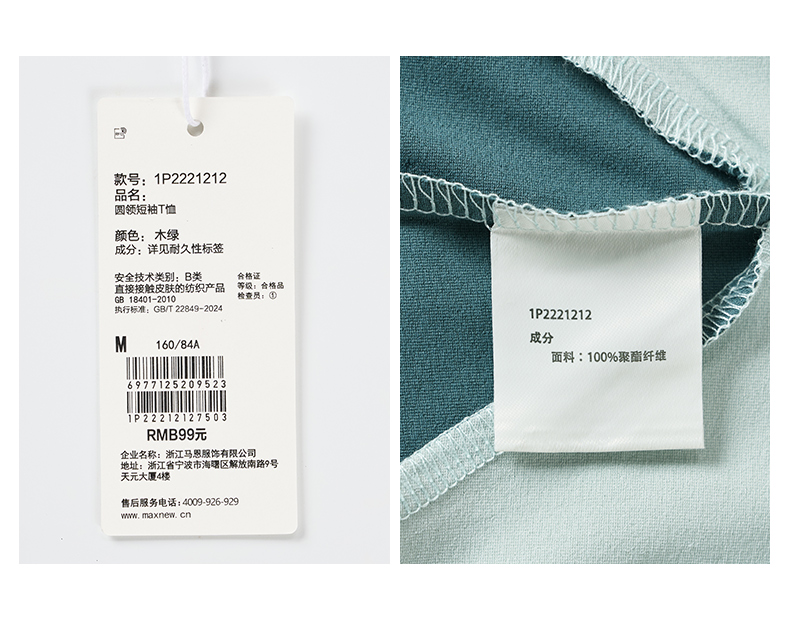 款号：1P2221212
品名：
圆领短袖T恤
颜色：木绿
成分：详见耐久性标签
安全技术类别：B类
直接接触皮肤的纺织产品
GB 18401-2010
执行标准：GB/T 22849-2024
合格证
等级：合格品
检查员：①
M 160/84A
6977125209523
1P22212127503
RMB99元
企业名称：浙江马恩服饰有限公司
地址：浙江省宁波市海曙区解放南路9号
天元大厦4楼
售后服务电话：4009-926-929
www.maxnew.cn
1P2221212
成分
面料：100%聚酯纤维